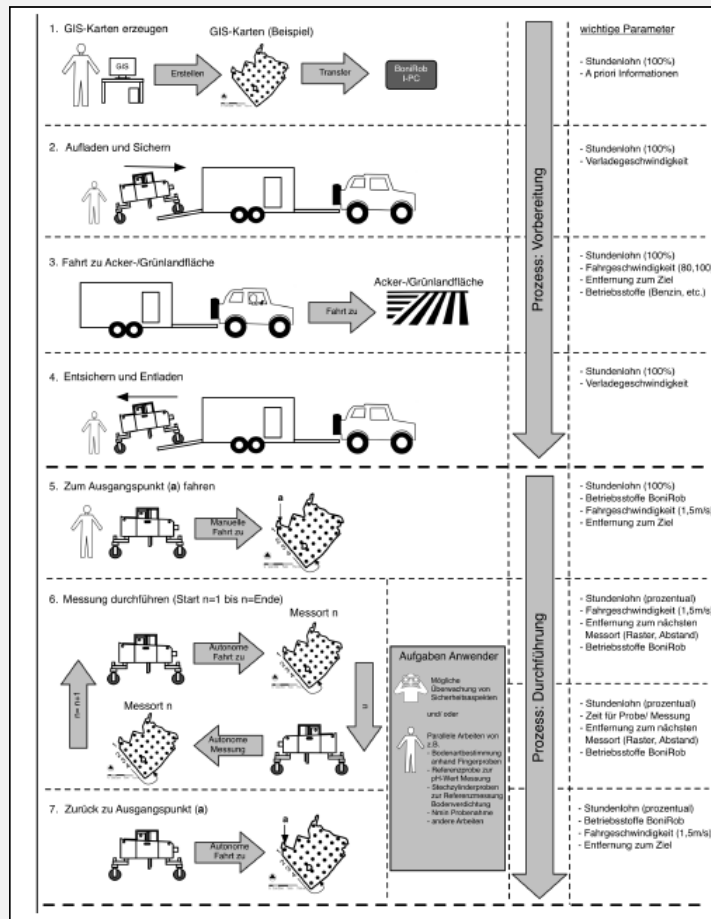 wichtige Parameter
1. GIS-Karten erzeugen
GIS-Karten (Beispiel)
GIS
Erstellen
Transfer
BoniRob
I-PC
- Stundenlohn (100%)
- A priori Informationen
2. Aufladen und Sichern
- Stundenlohn (100%)
- Verladegeschwindigkeit
3. Fahrt zu Acker-/Grünlandfläche
Acker-/Grünlandfläche
Fahrt zu
- Stundenlohn (100%)
- Fahrgeschwindigkeit (80,100
- Entfernung zum Ziel
- Betriebsstoffe (Benzin, etc.)
4. Entsichern und Entladen
- Stundenlohn (100%)
- Verladegeschwindigkeit
Prozess: Vorbereitung
5. Zum Ausgangspunkt (a) fahren
a
Manuelle
Fahrt zu
- Stundenlohn (100%)
- Betriebsstoffe BoniRob
- Fahrgeschwindigkeit (1,5m/s)
- Entfernung zum Ziel
6. Messung durchführen (Start n=1 bis n=Ende)
Messort n
Autonome
Fahrt zu
n= n+1
n
Messort n
Autonome
Messung
- Stundenlohn (prozentual)
- Fahrgeschwindigkeit (1,5m/s)
- Entfernung zum nächsten
Messort (Raster, Abstand)
- Betriebsstoffe BoniRob
- Stundenlohn (prozentual)
- Zeit für Probe/ Messung
- Entfernung zum nächsten
Messort (Raster, Abstand)
- Betriebsstoffe BoniRob
Aufgaben Anwender
Mögliche
Überwachung von
Sicherheitsaspekten
und/ oder
Parallele Arbeiten von
z.B.
- Bodenartbestimmung
anhand Fingerproben
- Referenzprobe zur
pH-Wert Messung
- Stechzylinderproben
zur Referenzmessung
Bodenverdichtung
- Nmin Probenahme
- andere Arbeiten
7. Zurück zu Ausgangspunkt (a)
a
Autonome
Fahrt zu
- Stundenlohn (prozentual)
- Betriebsstoffe BoniRob
- Fahrgeschwindigkeit (1,5m/s)
- Entfernung zum Ziel
Prozess: Durchführung